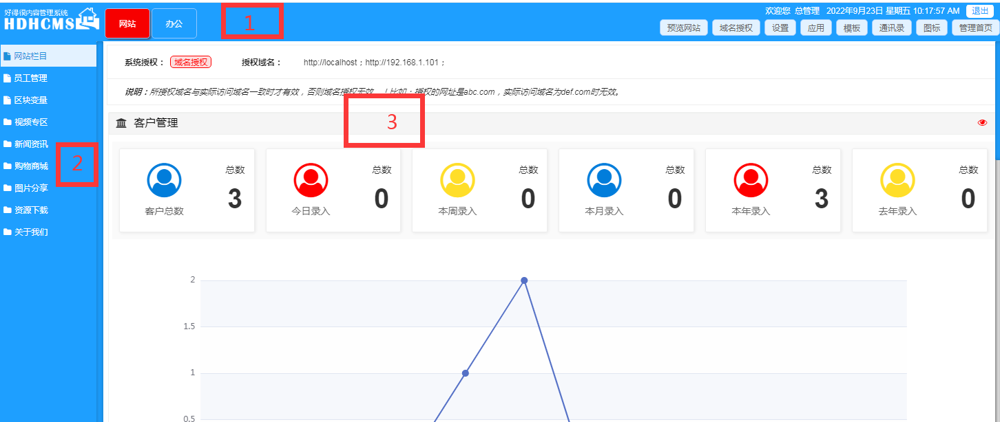 好得很内容管理系统
HDHCMS
网站
办公
1
欢迎您 总管理 2022年9月23日 星期五 10:17:57 AM 退出
预览网站 域名授权 设置 应用 模板 通讯录 图标 管理首页
网站栏目
员工管理
区块变量
视频专区
新闻资讯
购物商城
图片分享
资源下载
关于我们
2
系统授权： 域名授权 授权域名： http://localhost；http://192.168.1.101；
说明：所授权域名与实际访问域名一致时才有效，否则域名授权无效。 比如：授权的网址是abc.com，实际访问域名为def.com时无效。
3
客户管理
客户总数 总数 3
今日录入 总数 0
本周录入 总数 0
本月录入 总数 0
本年录入 总数 3
去年录入 总数 0
2
1.5
1
0.5